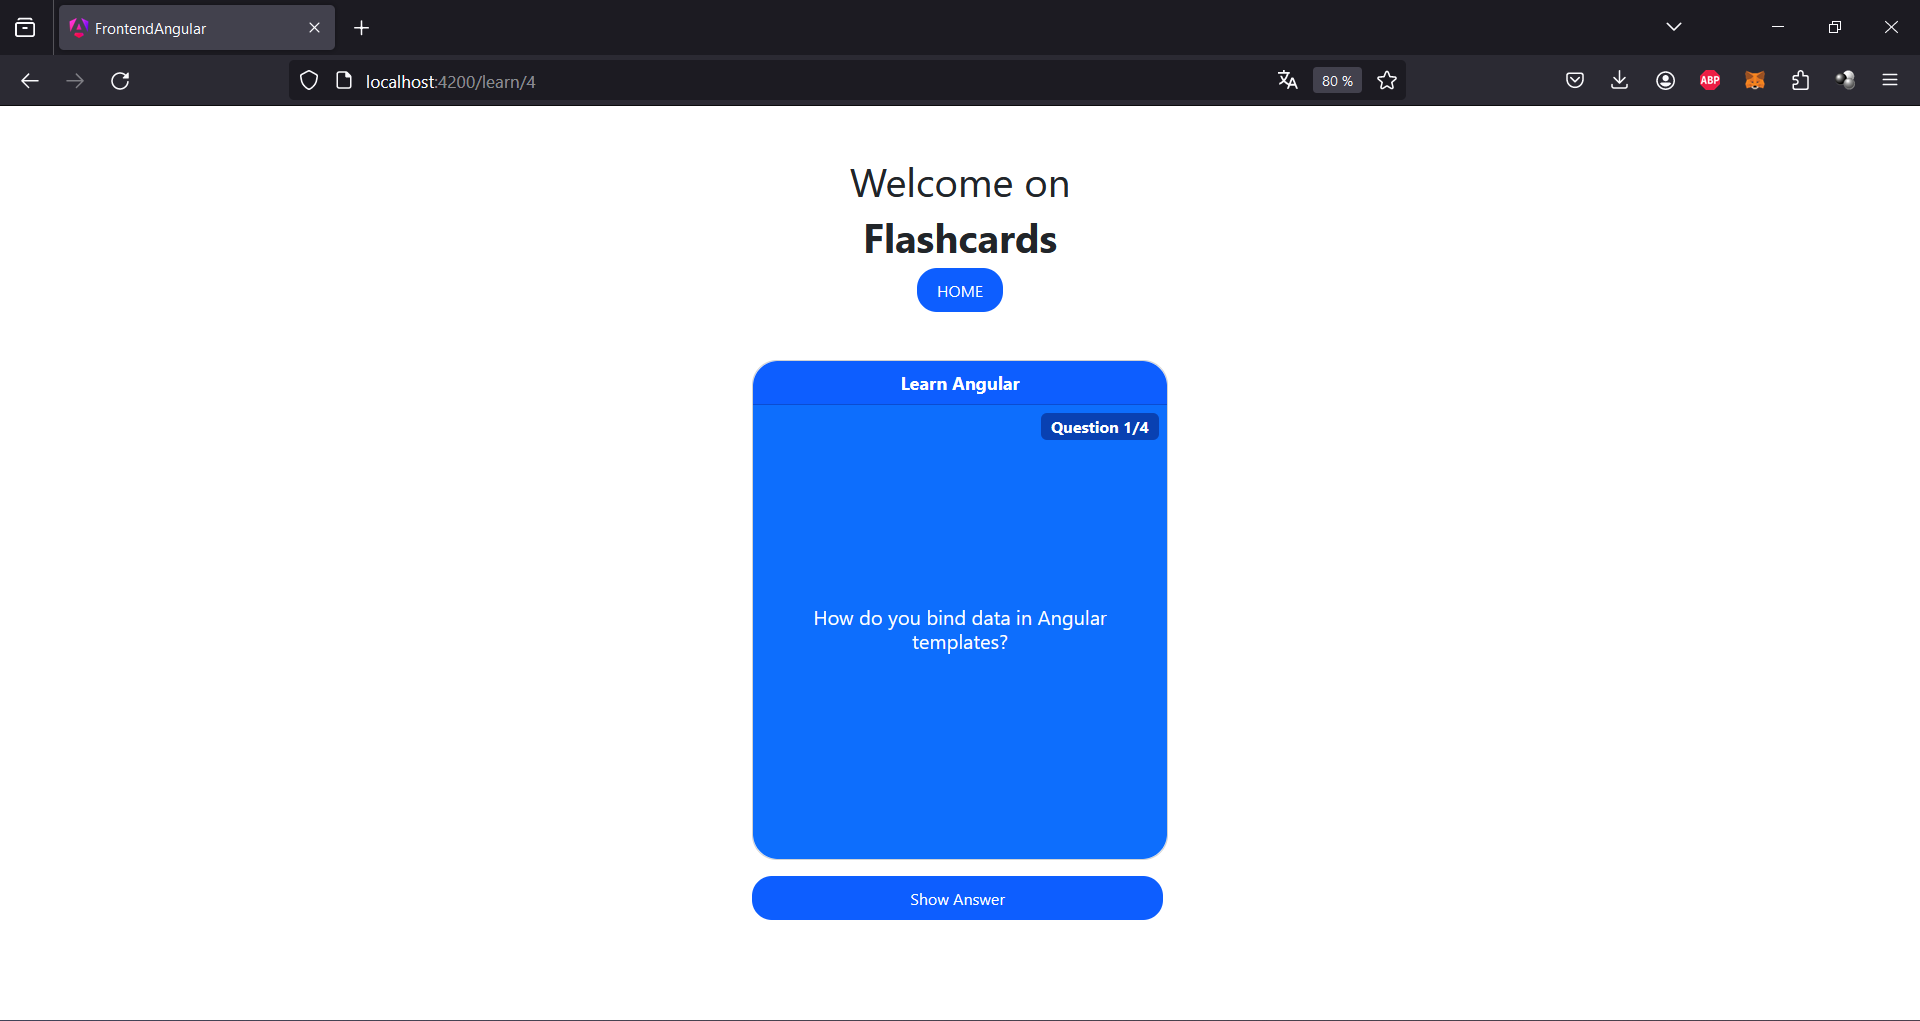 FrontendAngular
localhost:4200/learn/4
80 %
ABP
Welcome on
Flashcards
HOME
Learn Angular
Question 1/4
How do you bind data in Angular
templates?
Show Answer